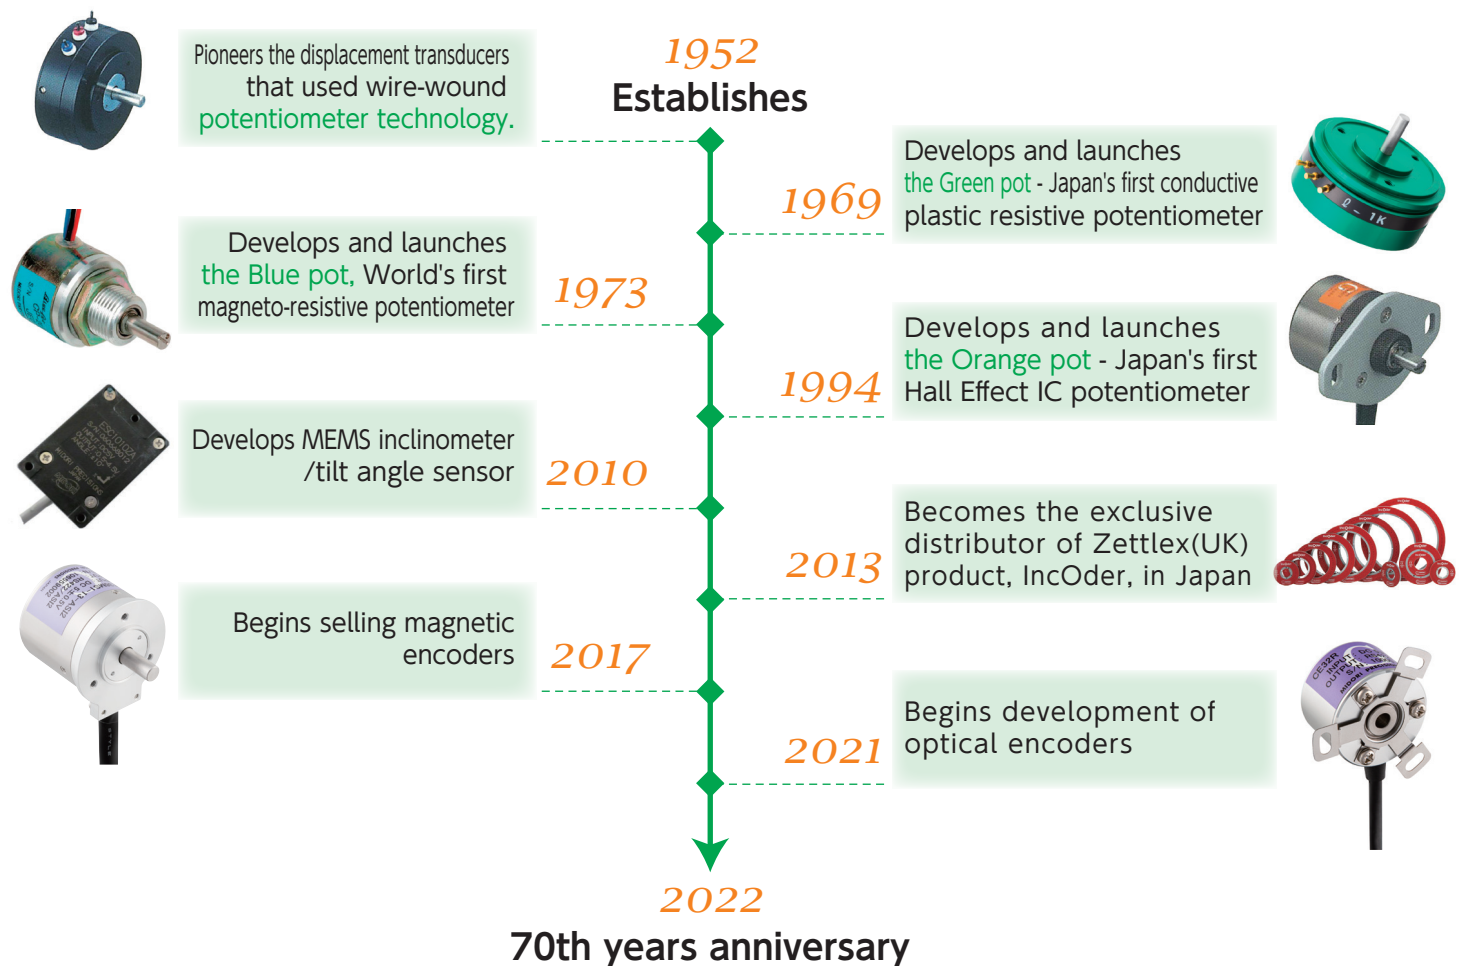 1952
Establishes
Pioneers the displacement transducers
that used wire-wound
potentiometer technology.
1969
Develops and launches
the Green pot - Japan's first conductive
plastic resistive potentiometer
Ω - 1K
1973
Develops and launches
the Blue pot, World's first
magneto-resistive potentiometer
1994
Develops and launches
the Orange pot - Japan's first
Hall Effect IC potentiometer
2010
Develops MEMS inclinometer
/tilt angle sensor
2013
Becomes the exclusive
distributor of Zettlex(UK)
product, IncOder, in Japan
2017
Begins selling magnetic
encoders
2021
Begins development of
optical encoders
INPUT
OUTPUT
2022
70th years anniversary